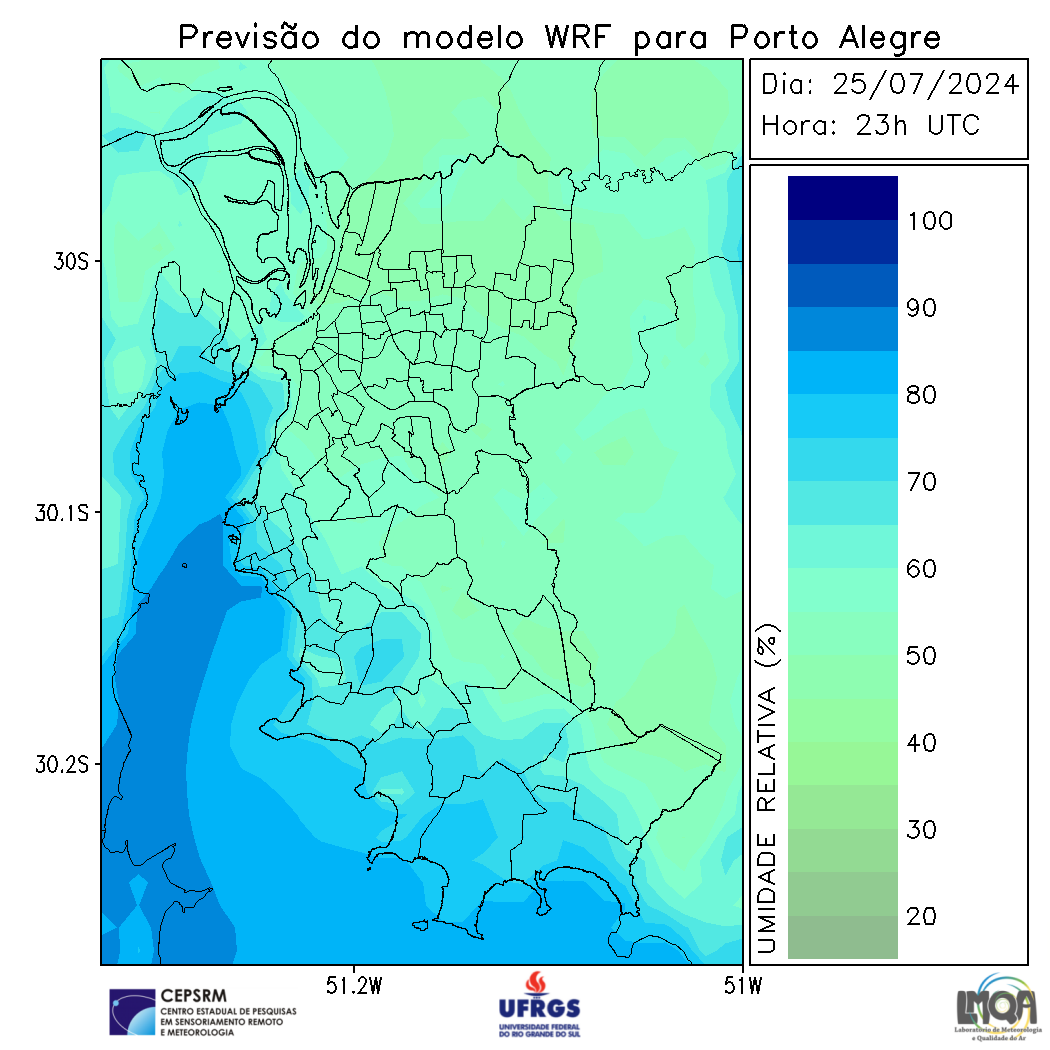 Previsão do modelo WRF para Porto Alegre
Dia: 25/07/2024
Hora: 23h UTC
100
90
80
70
60
50
40
30
20
UMIDADE RELATIVA (%)
30S
30.1S
30.2S
51.2W
51W
CEPSRM
CENTRO ESTADUAL DE PESQUISAS
EM SENSORIAMENTO REMOTO
E METEOROLOGIA
UFRGS
UNIVERSIDADE FEDERAL
DO RIO GRANDE DO SUL
LMQA
Laboratório de Meteorologia
e Qualidade do Ar